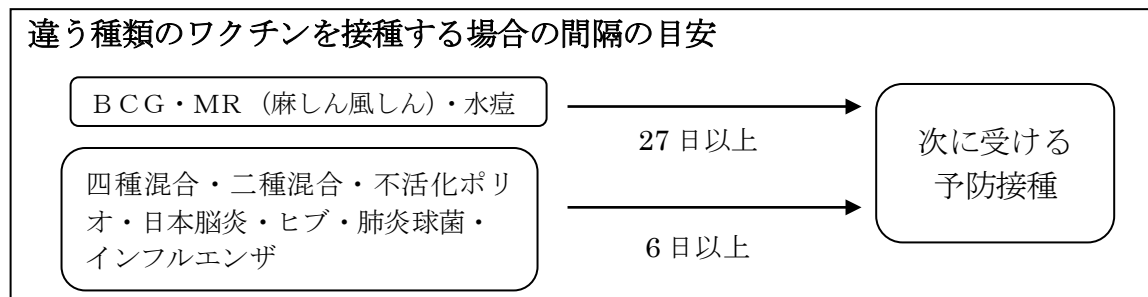 違う種類のワクチンを接種する場合の間隔の目安
ＢＣＧ・ＭＲ（麻しん風しん）・水痘
27 日以上
次に受ける
予防接種
四種混合・二種混合・不活化ポリ
オ・日本脳炎・ヒブ・肺炎球菌・
インフルエンザ
6 日以上